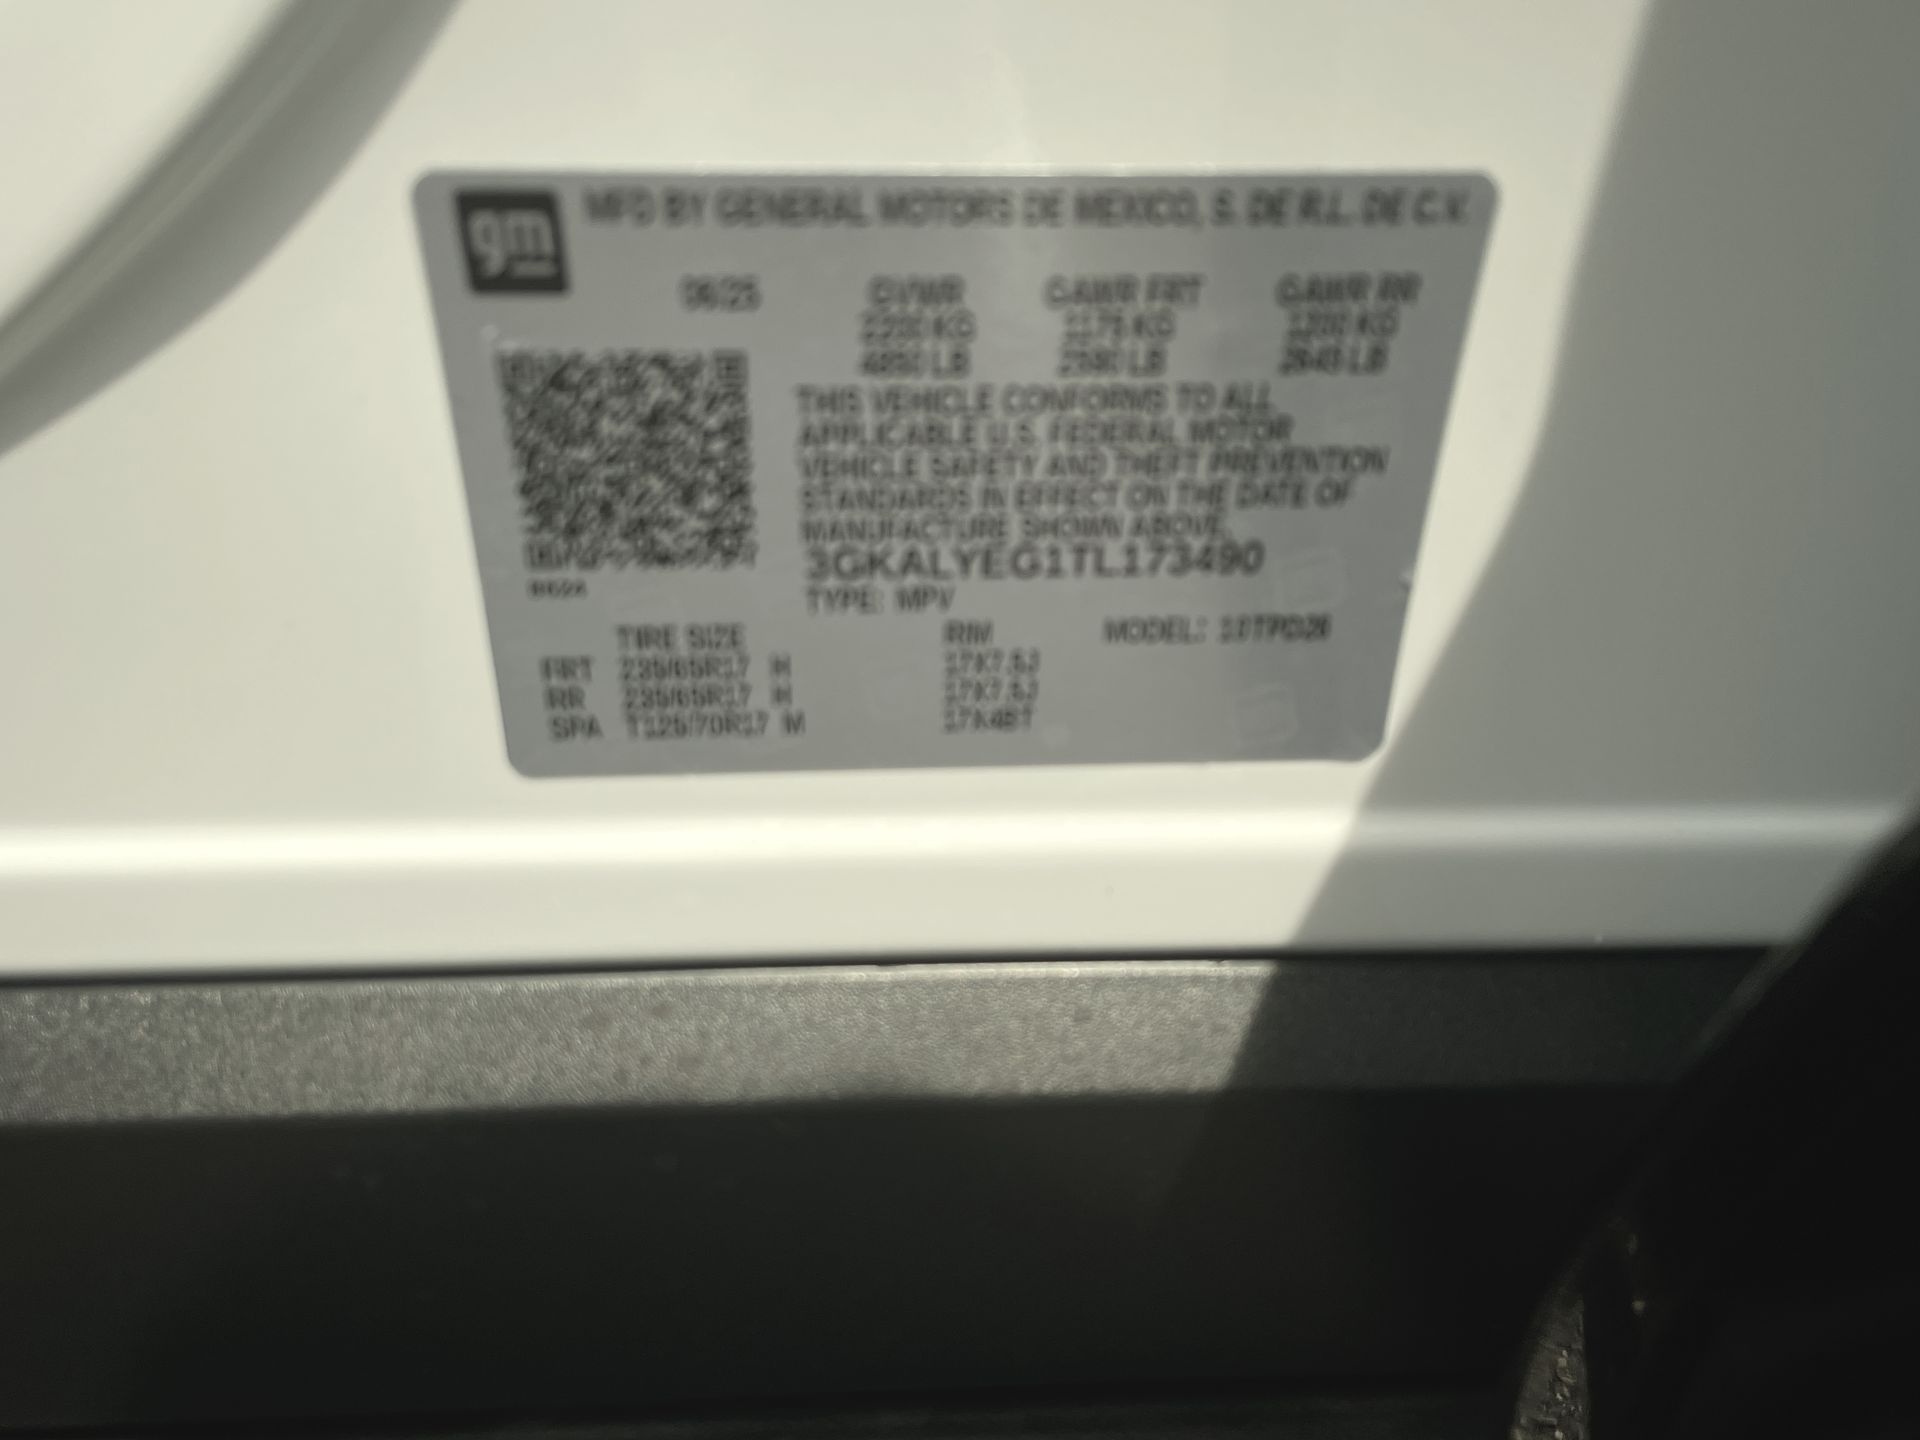 gm MFD BY GENERAL MOTORS DE MEXICO, S. DE R.L. DE C.V.
06/25 GVWR GAWR FRT GAWR RR
2200 KG 1175 KG 1200 KG
4850 LB 2590 LB 2645 LB
THIS VEHICLE CONFORMS TO ALL
APPLICABLE U.S. FEDERAL MOTOR
VEHICLE SAFETY AND THEFT PREVENTION
STANDARDS IN EFFECT ON THE DATE OF
MANUFACTURE SHOWN ABOVE.
3GKALYEG1TL173490
TYPE: MPV
TIRE SIZE RIM MODEL:
FRT 235/65R17 H 17X7.5J
RR 235/65R17 H 17X7.5J
SPA T125/70R17 M 17X4BT